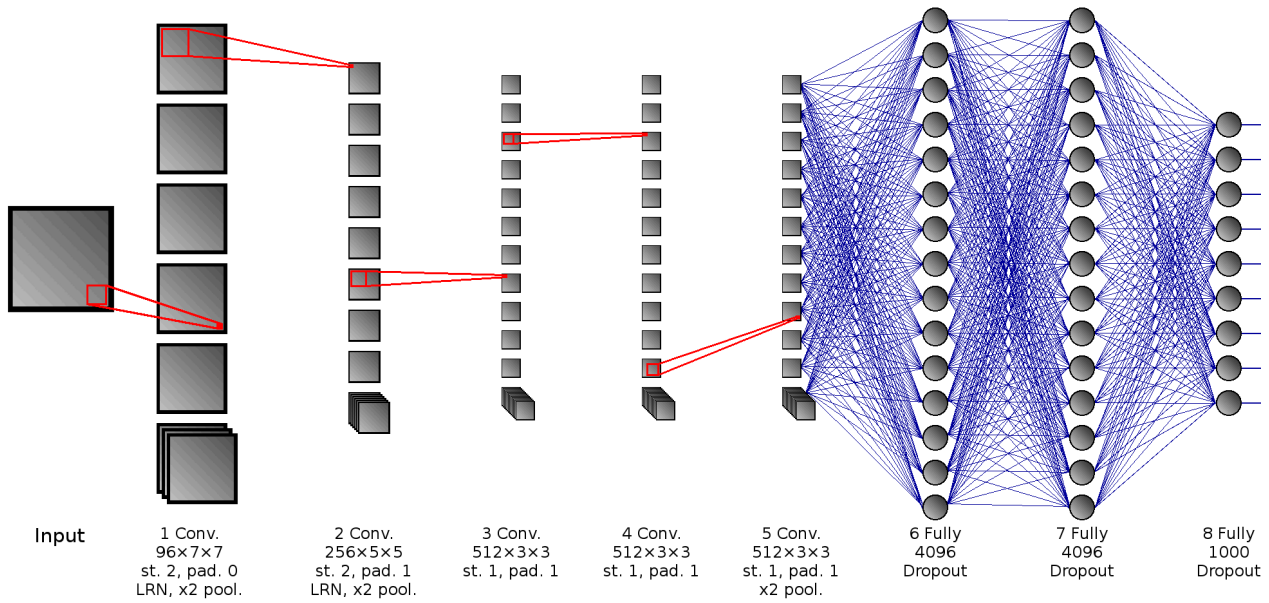 Input
1 Conv.
96×7×7
st. 2, pad. 0
LRN, x2 pool.
2 Conv.
256×5×5
st. 2, pad. 1
LRN, x2 pool.
3 Conv.
512×3×3
st. 1, pad. 1
4 Conv.
512×3×3
st. 1, pad. 1
5 Conv.
512×3×3
st. 1, pad. 1
x2 pool.
6 Fully
4096
Dropout
7 Fully
4096
Dropout
8 Fully
1000
Dropout